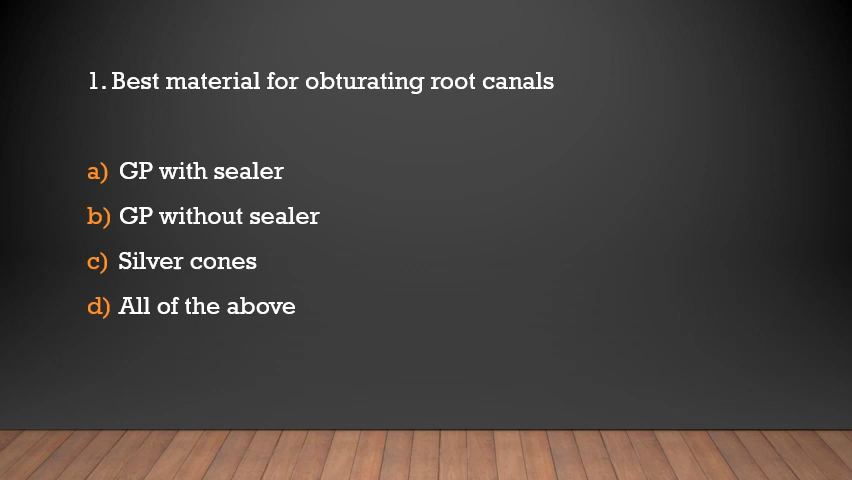 1. Best material for obturating root canals
a) GP with sealer
b) GP without sealer
c) Silver cones
d) All of the above